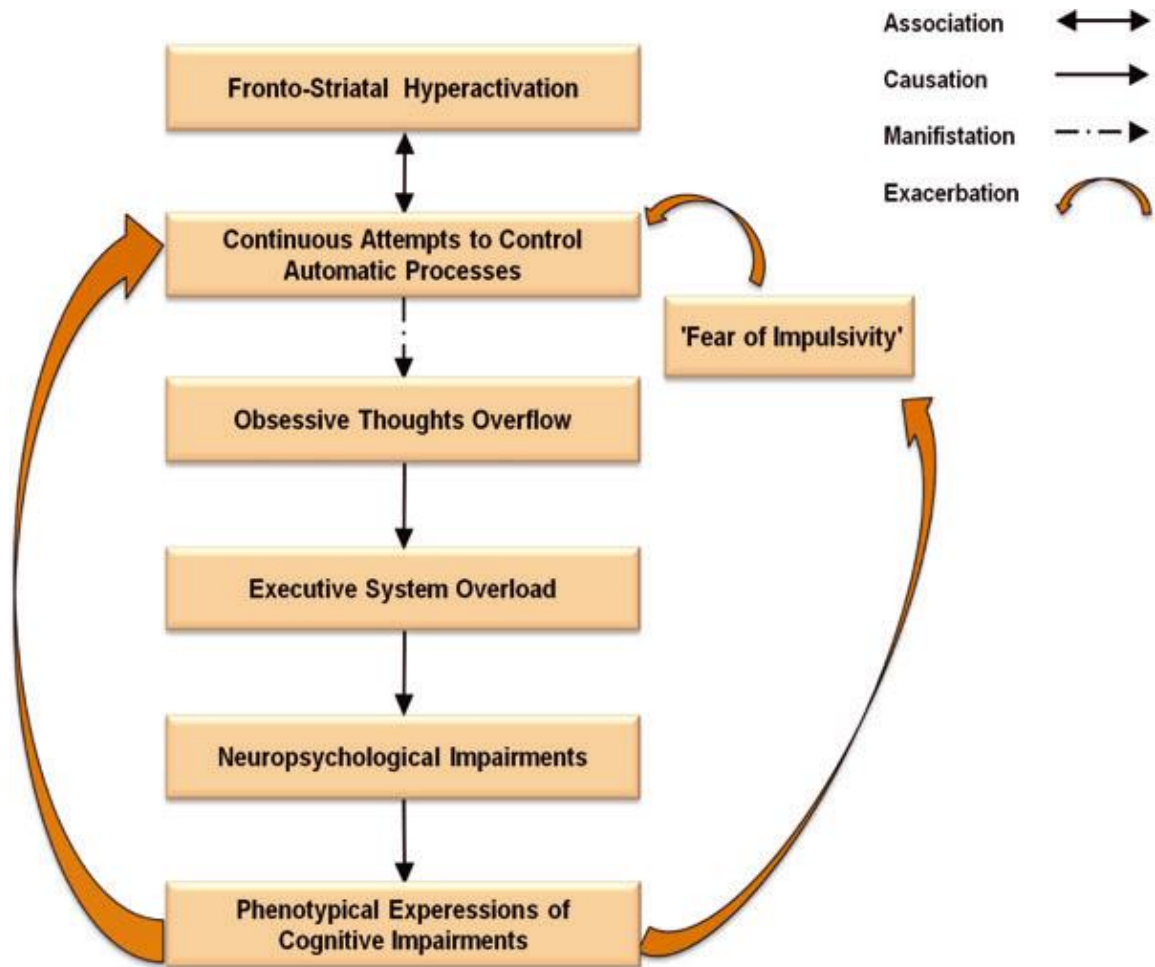 Fronto-Striatal Hyperactivation
Continuous Attempts to Control
Automatic Processes
'Fear of Impulsivity'
Obsessive Thoughts Overflow
Executive System Overload
Neuropsychological Impairments
Phenotypical Experessions of
Cognitive Impairments
Association
Causation
Manifistation
Exacerbation